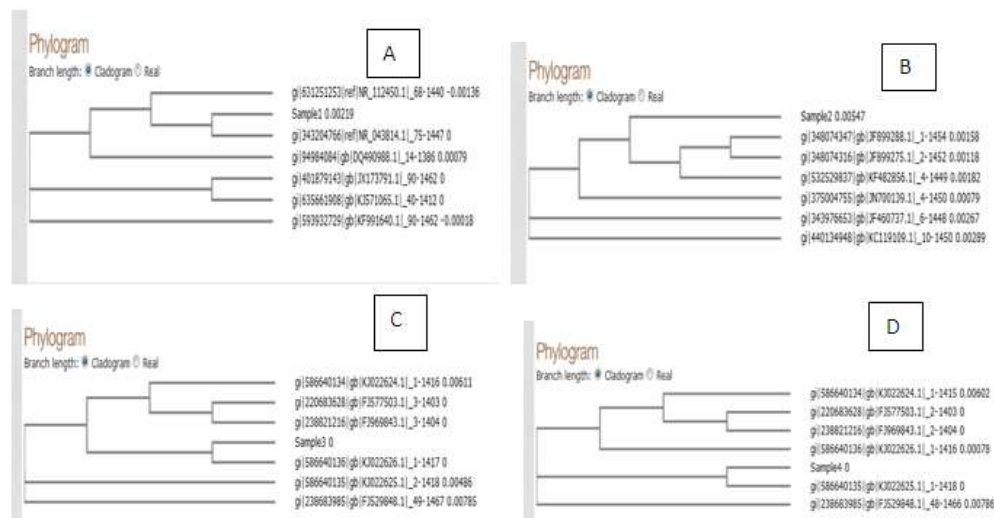 A
Phylogram
Branch length: Cladogram Real
gi|631251253|ref|NR_112450.1|_68-1440 -0.00136
Sample1 0.00219
gi|343204766|ref|NR_043814.1|_75-1447 0
gi|94984084|gb|DQ490988.1|_14-1386 0.00079
gi|401879143|gb|JX173791.1|_90-1462 0
gi|635661908|gb|KJ571065.1|_40-1412 0
gi|593932729|gb|KF991640.1|_90-1462 -0.00018
B
Phylogram
Branch length: Cladogram Real
Sample2 0.00547
gi|348074347|gb|JF899288.1|_1-1454 0.00158
gi|348074316|gb|JF899275.1|_2-1452 0.00118
gi|532529837|gb|KF482856.1|_4-1449 0.00182
gi|375004755|gb|JN700139.1|_4-1450 0.00079
gi|343976653|gb|JF460737.1|_6-1448 0.00267
gi|440134948|gb|KC119109.1|_10-1450 0.00289
C
Phylogram
Branch length: Cladogram Real
gi|586640134|gb|KJ022624.1|_1-1416 0.00611
gi|220683628|gb|FJ577503.1|_3-1403 0
gi|238821216|gb|FJ969843.1|_3-1404 0
Sample3 0
gi|586640136|gb|KJ022626.1|_1-1417 0
gi|586640135|gb|KJ022625.1|_2-1418 0.00486
gi|238683985|gb|FJ529848.1|_49-1467 0.00785
D
Phylogram
Branch length: Cladogram Real
gi|586640134|gb|KJ022624.1|_1-1415 0.00602
gi|220683628|gb|FJ577503.1|_2-1403 0
gi|238821216|gb|FJ969843.1|_2-1404 0
gi|586640136|gb|KJ022626.1|_1-1416 0.00078
Sample4 0
gi|586640135|gb|KJ022625.1|_1-1418 0
gi|238683985|gb|FJ529848.1|_48-1466 0.00786